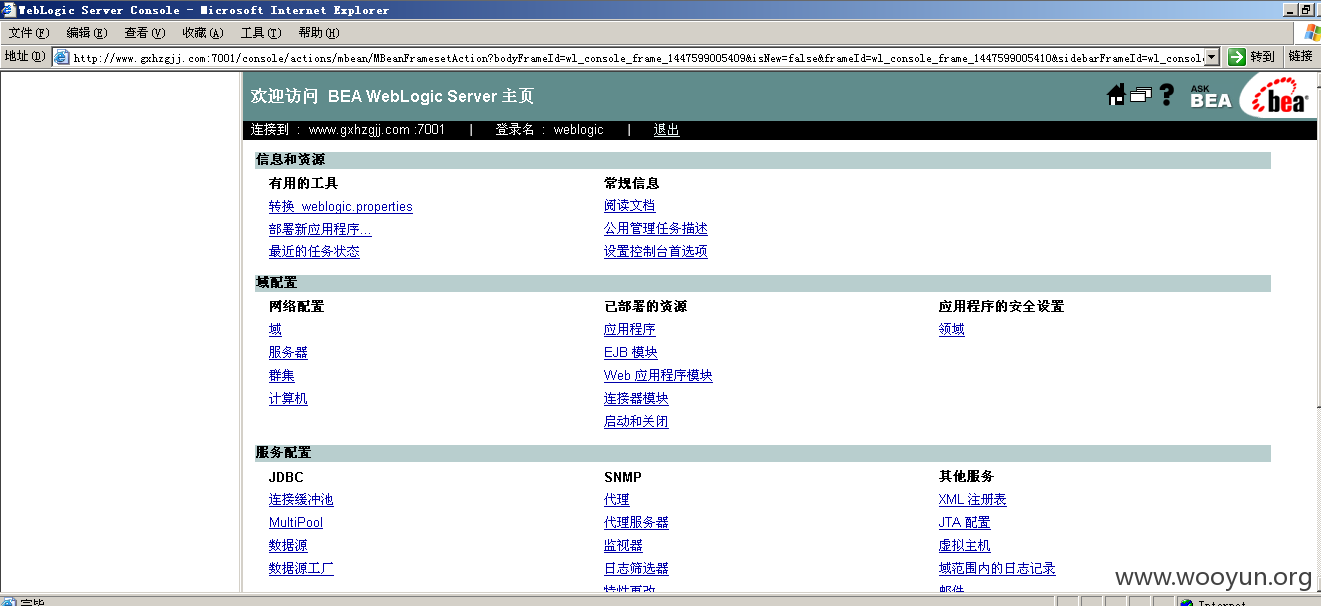 WebLogic Server Console - Microsoft Internet Explorer
文件(F) 编辑(E) 查看(V) 收藏(A) 工具(T) 帮助(H)
地址(D) http://www.gxhzgjj.com:7001/console/actions/mbean/MBeanFramesetAction?bodyFrameId=wl_console_frame_1447599005409&isNew=false&frameId=wl_console_frame_1447599005410&sidebarFrameId=wl_consol 转到 链接
欢迎访问 BEA WebLogic Server 主页 ? ASK BEA bea
连接到 : www.gxhzgjj.com :7001 | 登录名 : weblogic | 退出
信息和资源
有用的工具 常规信息
转换 weblogic.properties 阅读文档
部署新应用程序... 公用管理任务描述
最近的任务状态 设置控制台首选项
域配置
网络配置 已部署的资源 应用程序的安全设置
域 应用程序 领域
服务器 EJB 模块
群集 Web 应用程序模块
计算机 连接器模块
启动和关闭
服务配置
JDBC SNMP 其他服务
连接缓冲池 代理 XML 注册表
MultiPool 代理服务器 JTA 配置
数据源 监视器 虚拟主机
数据源工厂 日志筛选器 域范围内的日志记录
特性更改 邮件
www.wooyun.org
完毕 Internet